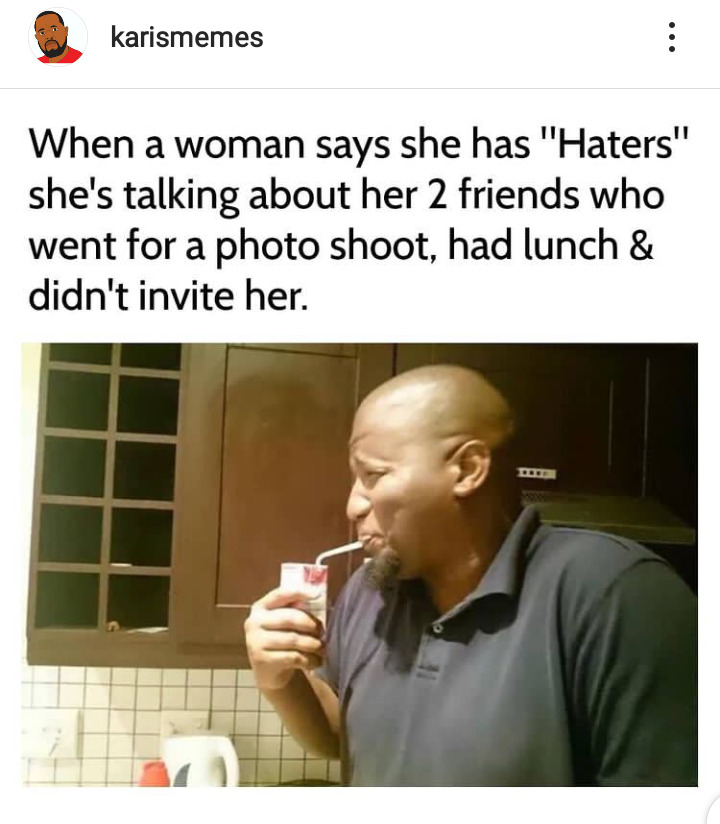 karismemes
When a woman says she has "Haters"
she's talking about her 2 friends who
went for a photo shoot, had lunch &
didn't invite her.